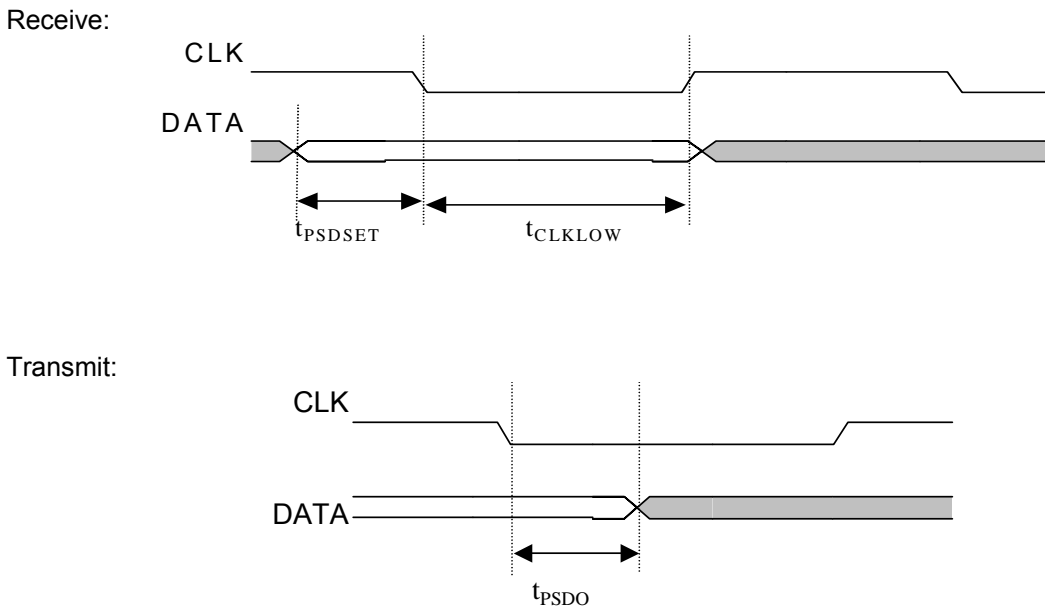 Receive:
CLK
DATA
tPSDSET
tCLKLOW
Transmit:
CLK
DATA
tPSDO